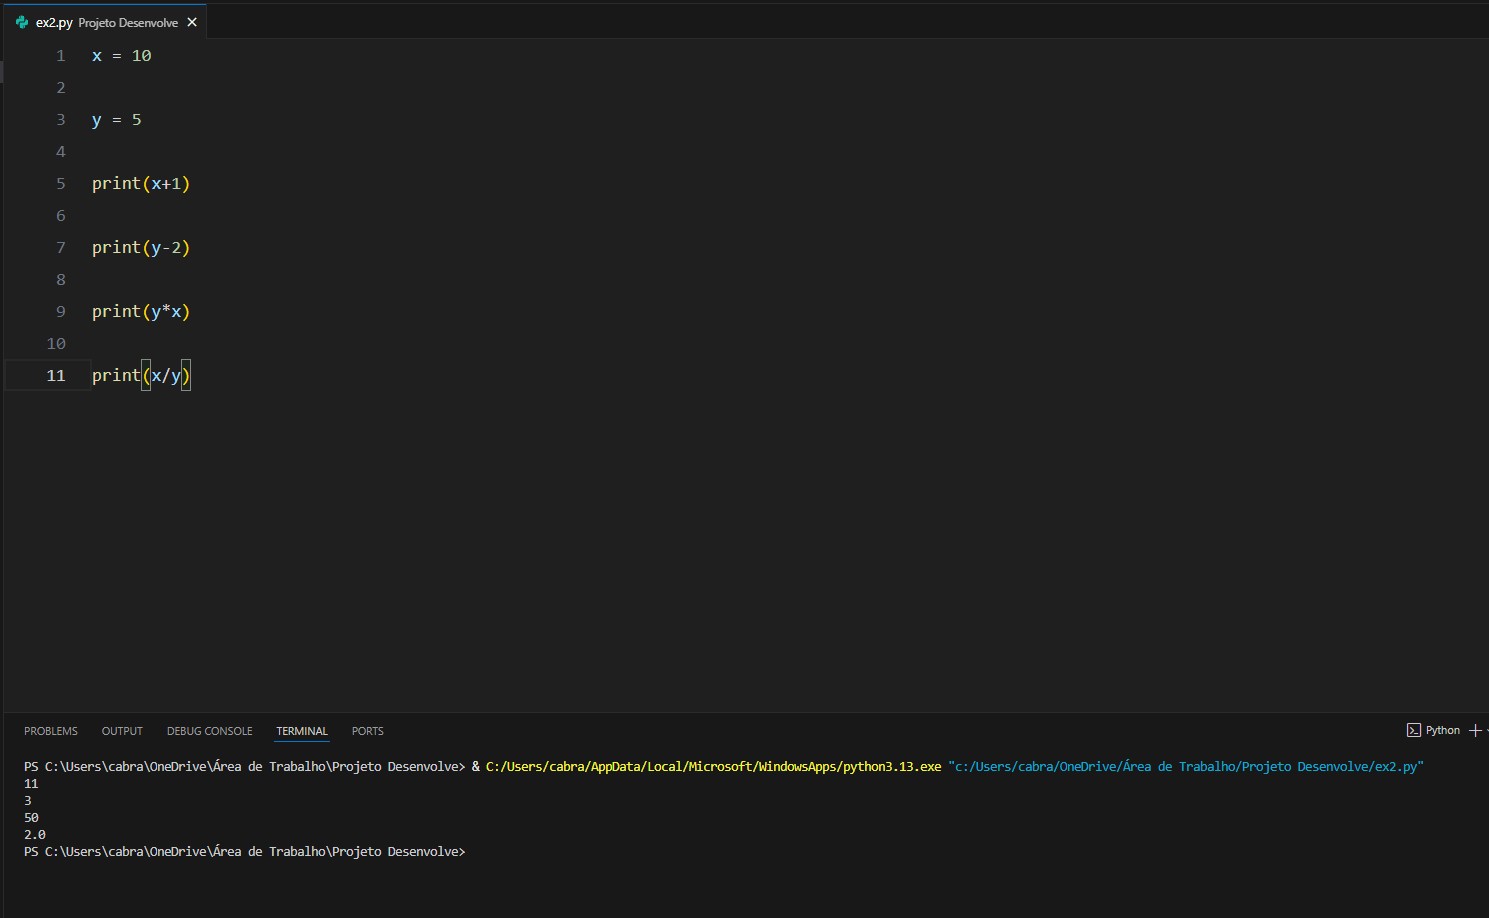 ex2.py Projeto Desenvolve ×
1 x = 10
2
3 y = 5
4
5 print(x+1)
6
7 print(y-2)
8
9 print(y*x)
10
11 print(x/y)
PROBLEMS OUTPUT DEBUG CONSOLE TERMINAL PORTS Python +
PS C:\Users\cabra\OneDrive\Área de Trabalho\Projeto Desenvolve> & C:/Users/cabra/AppData/Local/Microsoft/WindowsApps/python3.13.exe "c:/Users/cabra/OneDrive/Área de Trabalho/Projeto Desenvolve/ex2.py"
11
3
50
2.0
PS C:\Users\cabra\OneDrive\Área de Trabalho\Projeto Desenvolve>